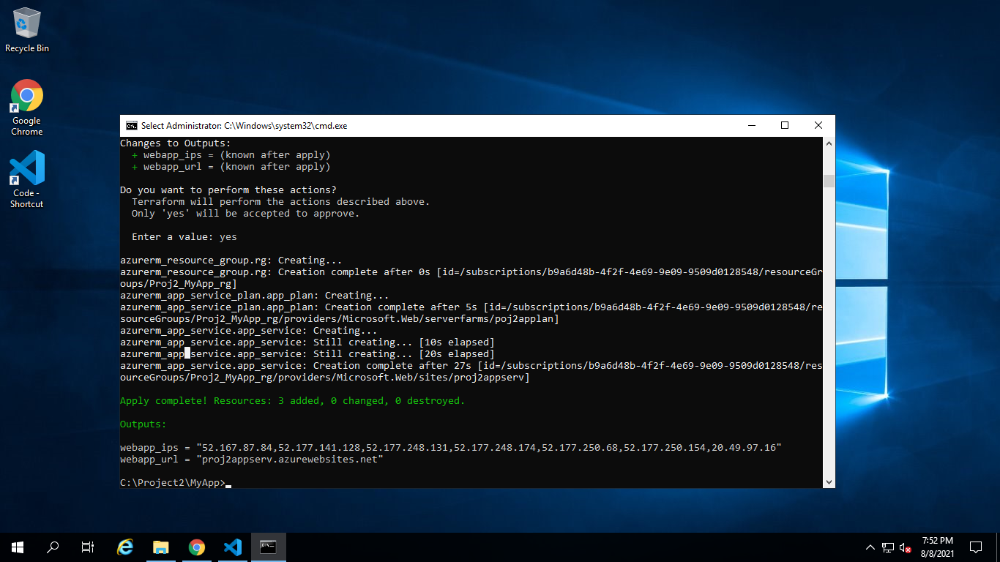 Recycle Bin
Google
Chrome
Code -
Shortcut
Select Administrator: C:\Windows\system32\cmd.exe
Changes to Outputs:
  + webapp_ips = (known after apply)
  + webapp_url = (known after apply)
Do you want to perform these actions?
  Terraform will perform the actions described above.
  Only 'yes' will be accepted to approve.
  Enter a value: yes
azurerm_resource_group.rg: Creating...
azurerm_resource_group.rg: Creation complete after 0s [id=/subscriptions/b9a6d48b-4f2f-4e69-9e09-9509d0128548/resourceGr
oups/Proj2_MyApp_rg]
azurerm_app_service_plan.app_plan: Creating...
azurerm_app_service_plan.app_plan: Creation complete after 5s [id=/subscriptions/b9a6d48b-4f2f-4e69-9e09-9509d0128548/re
sourceGroups/Proj2_MyApp_rg/providers/Microsoft.Web/serverfarms/poj2applan]
azurerm_app_service.app_service: Creating...
azurerm_app_service.app_service: Still creating... [10s elapsed]
azurerm_app_service.app_service: Still creating... [20s elapsed]
azurerm_app_service.app_service: Creation complete after 27s [id=/subscriptions/b9a6d48b-4f2f-4e69-9e09-9509d0128548/res
ourceGroups/Proj2_MyApp_rg/providers/Microsoft.Web/sites/proj2appserv]
Apply complete! Resources: 3 added, 0 changed, 0 destroyed.
Outputs:
webapp_ips = "52.167.87.84,52.177.141.128,52.177.248.131,52.177.248.174,52.177.250.68,52.177.250.154,20.49.97.16"
webapp_url = "proj2appserv.azurewebsites.net"
C:\Project2\MyApp>
7:52 PM
8/8/2021